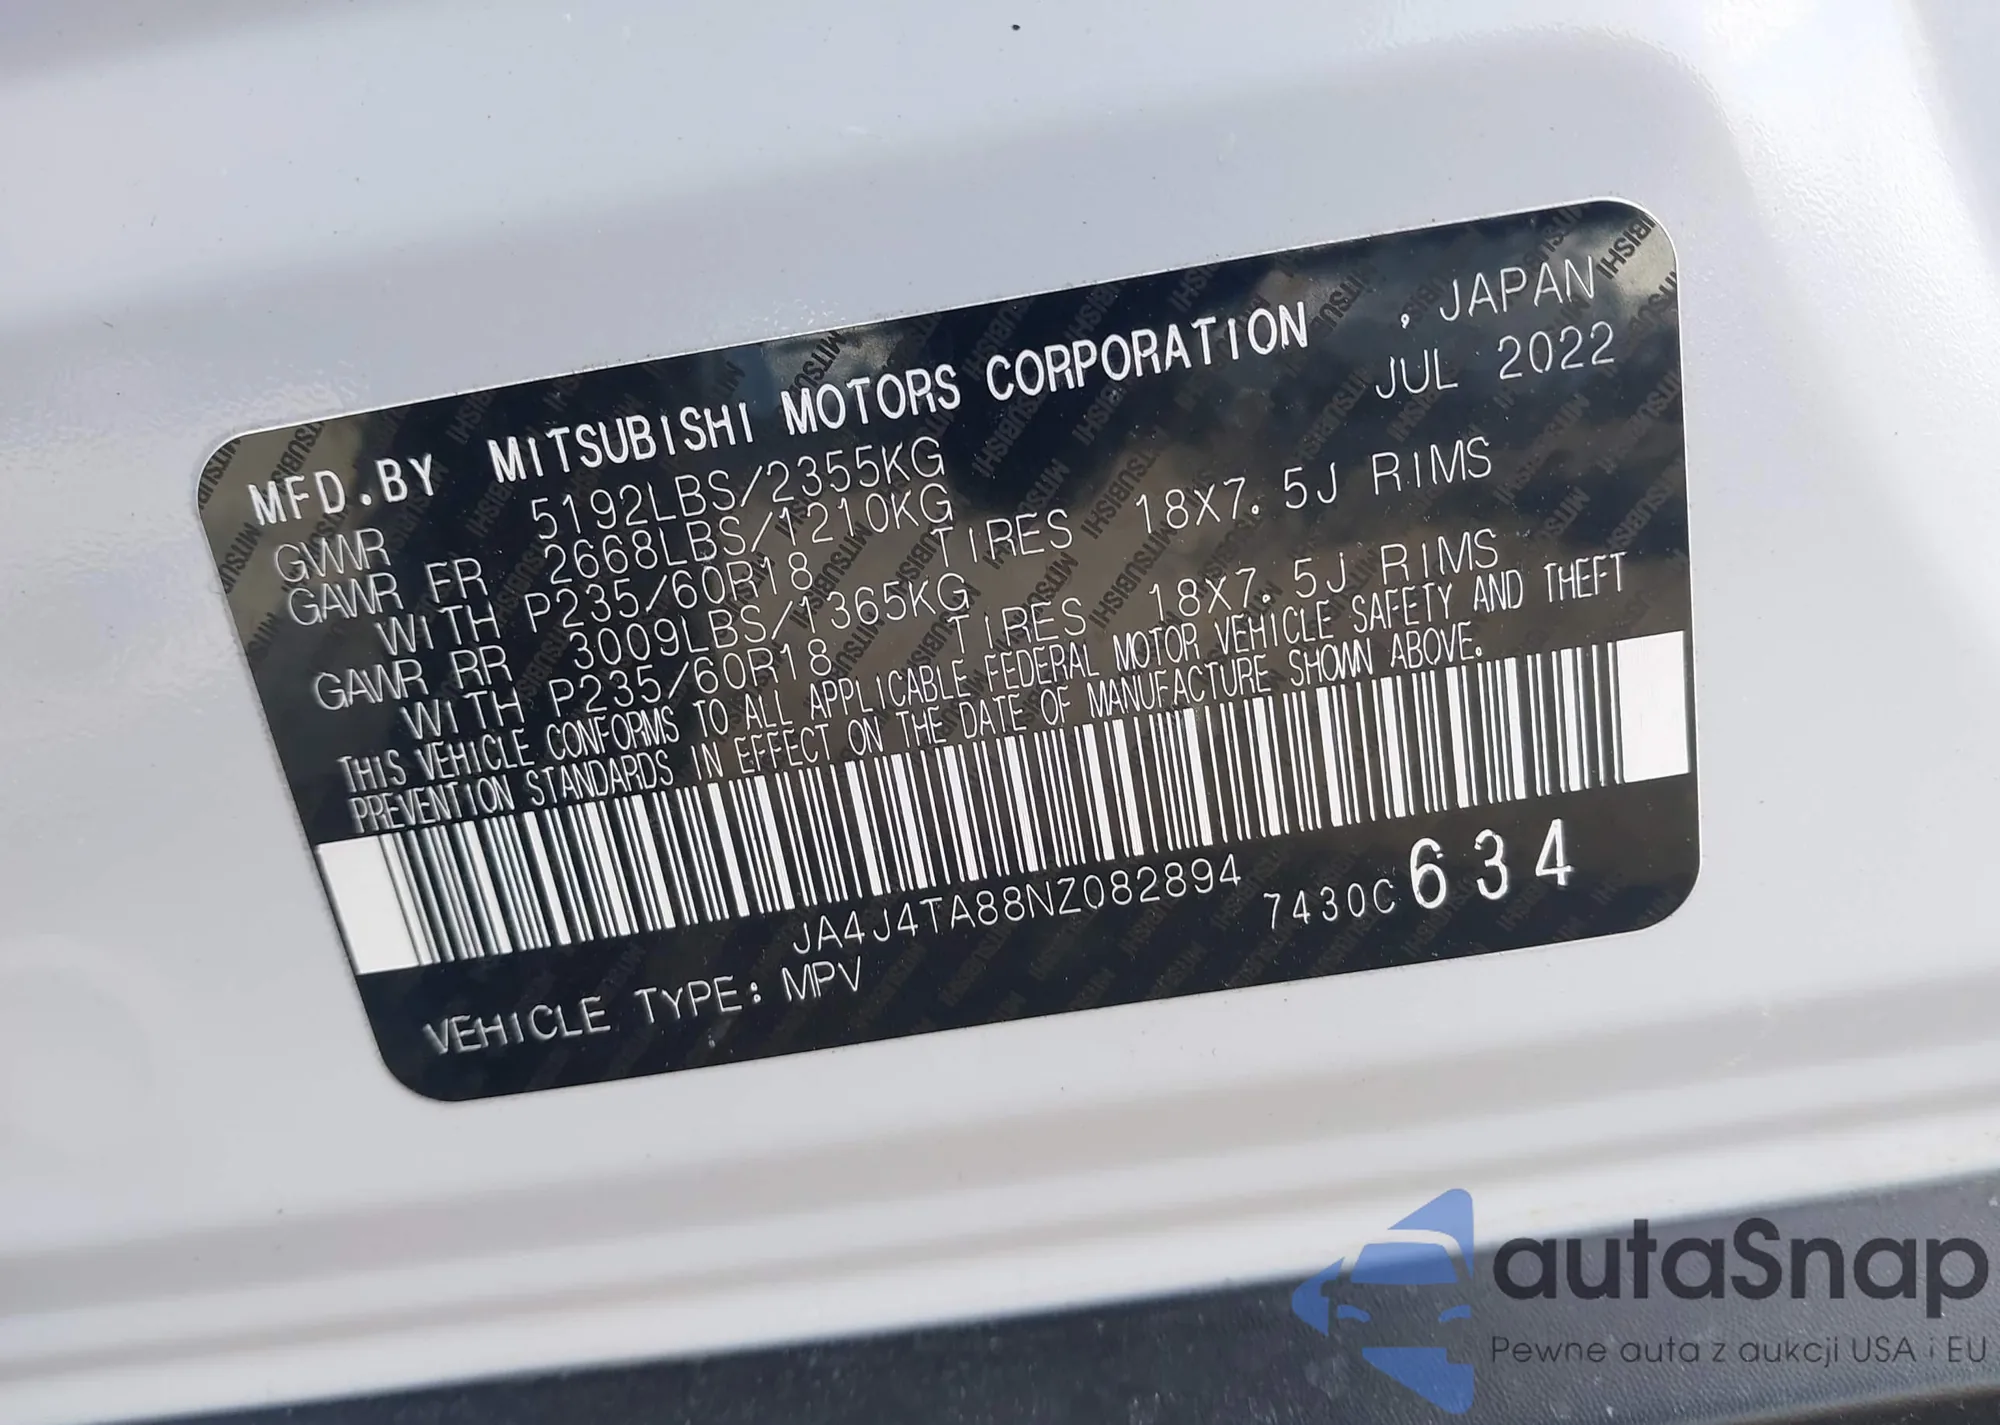 MFD.BY MITSUBISHI MOTORS CORPORATION , JAPAN
GVWR 5192LBS/2355KG JUL 2022
GAWR FR 2668LBS/1210KG
WITH P235/60R18 TIRES 18X7.5J RIMS
GAWR RR 3009LBS/1365KG
WITH P235/60R18 TIRES 18X7.5J RIMS
THIS VEHICLE CONFORMS TO ALL APPLICABLE FEDERAL MOTOR VEHICLE SAFETY AND THEFT
PREVENTION STANDARDS IN EFFECT ON THE DATE OF MANUFACTURE SHOWN ABOVE.
JA4J4TA88NZ082894 7430C 634
VEHICLE TYPE: MPV
autaSnap
Pewne auta z aukcji USA i EU